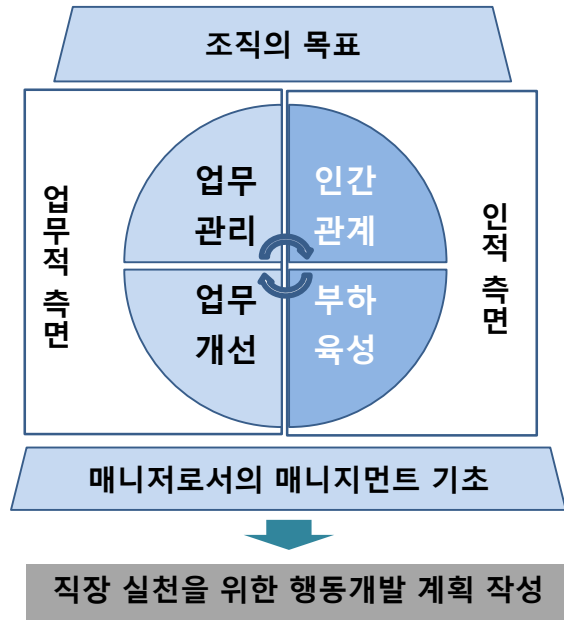 조직의 목표
업무적 측면
업무
관리
인간
관계
업무
개선
부하
육성
인적 측면
매니저로서의 매니지먼트 기초
직장 실천을 위한 행동개발 계획 작성